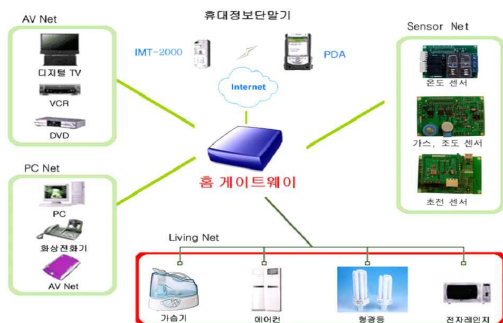 AV Net
디지털 TV
VCR
DVD
휴대정보단말기
IMT-2000
PDA
Internet
Sensor Net
온도 센서
가스, 조도 센서
초전 센서
홈 게이트웨이
PC Net
PC
화상전화기
AV Net
Living Net
가습기
에어컨
형광등
전자레인지